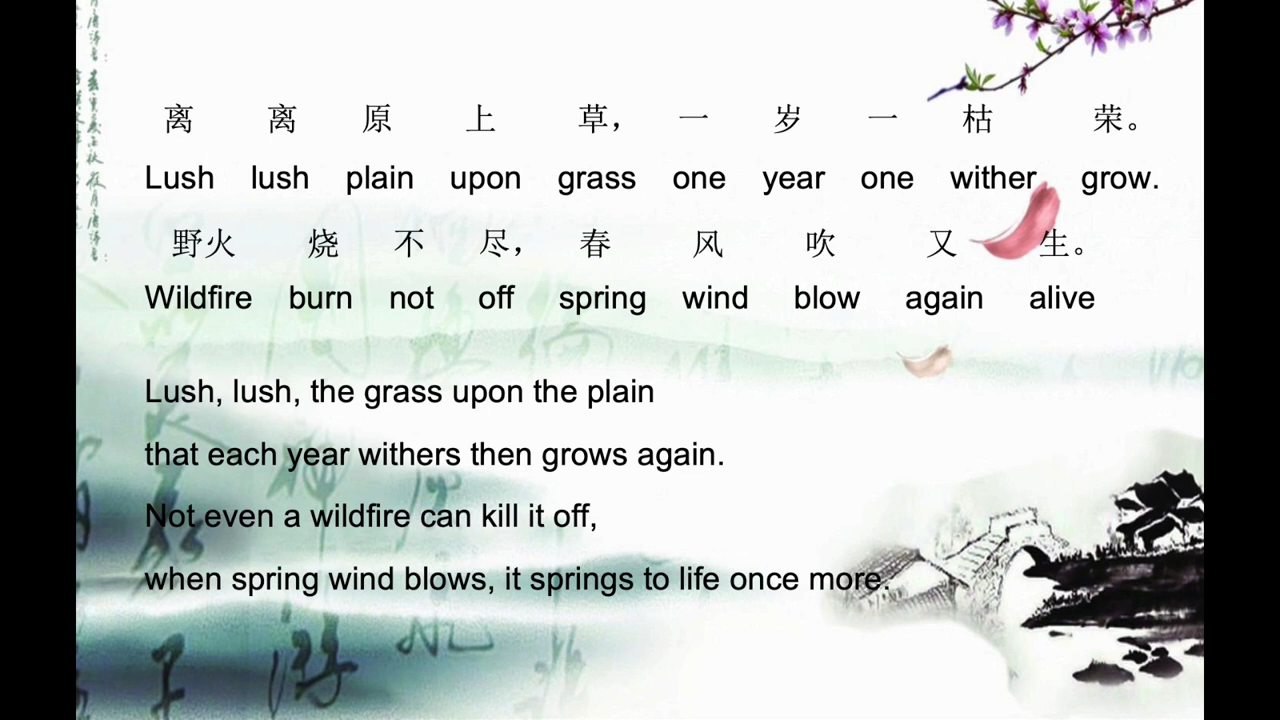 离 离 原 上 草， 一 岁 一 枯 荣。
Lush lush plain upon grass one year one wither grow.
野火 烧 不 尽， 春 风 吹 又 生。
Wildfire burn not off spring wind blow again alive
Lush, lush, the grass upon the plain
that each year withers then grows again.
Not even a wildfire can kill it off,
when spring wind blows, it springs to life once more.